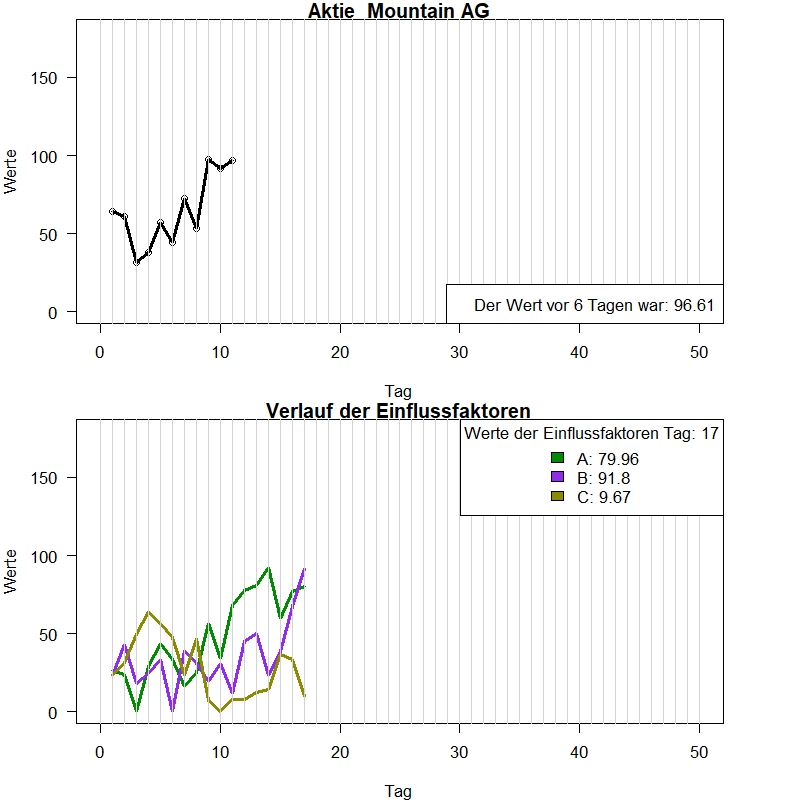 Aktie  Mountain AG
Werte
150
100
50
0
Der Wert vor 6 Tagen war: 96.61
0 10 20 30 40 50
Tag
Verlauf der Einflussfaktoren
Werte
150
100
50
0
Werte der Einflussfaktoren Tag: 17
A: 79.96
B: 91.8
C: 9.67
0 10 20 30 40 50
Tag